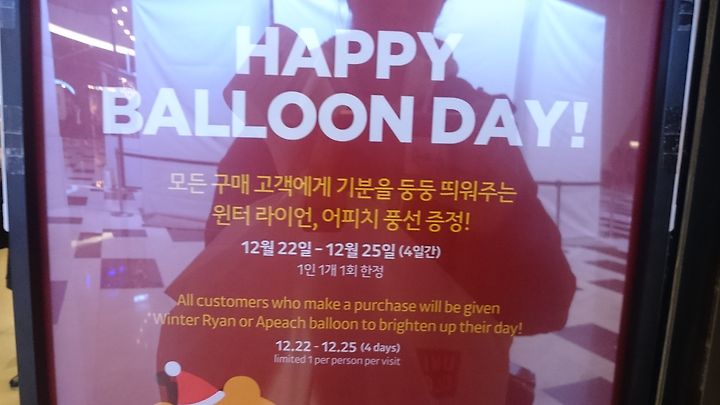 HAPPY
BALLOON DAY!
모든 구매 고객에게 기분을 둥둥 띄워주는
윈터 라이언, 어피치 풍선 증정!
12월 22일 - 12월 25일 (4일간)
1인 1개 1회 한정
All customers who make a purchase will be given
Winter Ryan or Apeach balloon to brighten up their day!
12.22 - 12.25 (4 days)
limited 1 per person per visit